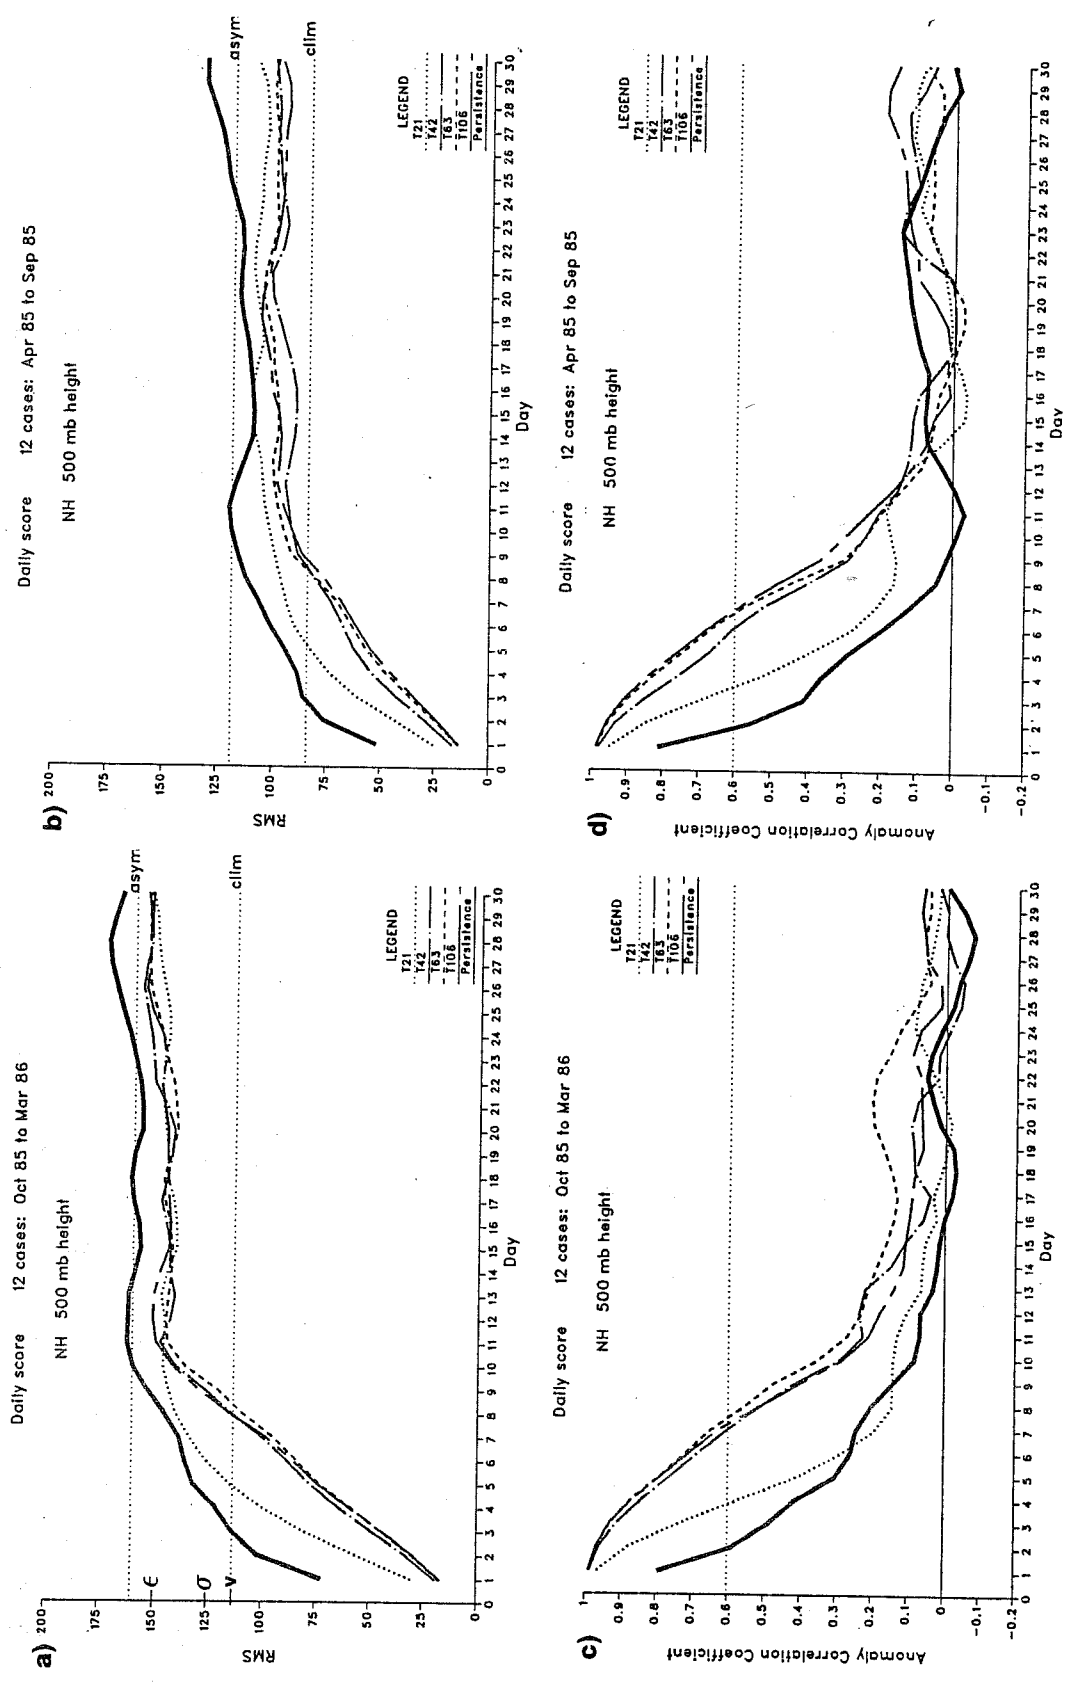 a)
Daily score 12 cases: Oct 85 to Mar 86
NH 500 mb height
RMS
200
175
150
125
100
75
50
25
0
ϵ
σ
v
asym
clim
LEGEND
T21
T42
T63
T106
Persistence
1 2 3 4 5 6 7 8 9 10 11 12 13 14 15 16 17 18 19 20 21 22 23 24 25 26 27 28 29 30
Day
b)
Daily score 12 cases: Apr 85 to Sep 85
NH 500 mb height
RMS
200
175
150
125
100
75
50
25
0
asym
clim
LEGEND
T21
T42
T63
T106
Persistence
0 1 2 3 4 5 6 7 8 9 10 11 12 13 14 15 16 17 18 19 20 21 22 23 24 25 26 27 28 29 30
Day
c)
Daily score 12 cases: Oct 85 to Mar 86
NH 500 mb height
Anomaly Correlation Coefficient
1
0.9
0.8
0.7
0.6
0.5
0.4
0.3
0.2
0.1
0
-0.1
-0.2
LEGEND
T21
T42
T63
T106
Persistence
0 1 2 3 4 5 6 7 8 9 10 11 12 13 14 15 16 17 18 19 20 21 22 23 24 25 26 27 28 29 30
Day
d)
Daily score 12 cases: Apr 85 to Sep 85
NH 500 mb height
Anomaly Correlation Coefficient
1
0.9
0.8
0.7
0.6
0.5
0.4
0.3
0.2
0.1
0
-0.1
-0.2
LEGEND
T21
T42
T63
T106
Persistence
0 1 2 3 4 5 6 7 8 9 10 11 12 13 14 15 16 17 18 19 20 21 22 23 24 25 26 27 28 29 30
Day